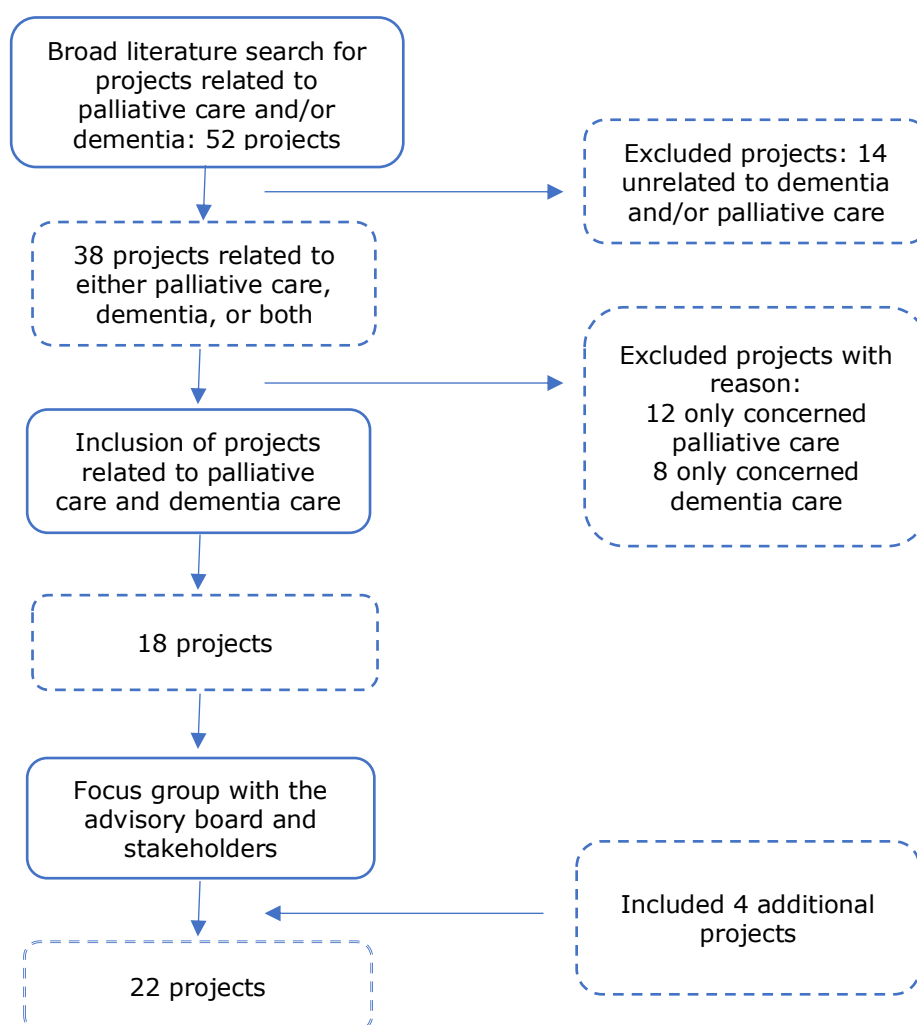 Broad literature search for
projects related to
palliative care and/or
dementia: 52 projects
Excluded projects: 14
unrelated to dementia
and/or palliative care
38 projects related to
either palliative care,
dementia, or both
Excluded projects with
reason:
12 only concerned
palliative care
8 only concerned
dementia care
Inclusion of projects
related to palliative
care and dementia care
18 projects
Focus group with the
advisory board and
stakeholders
Included 4 additional
projects
22 projects